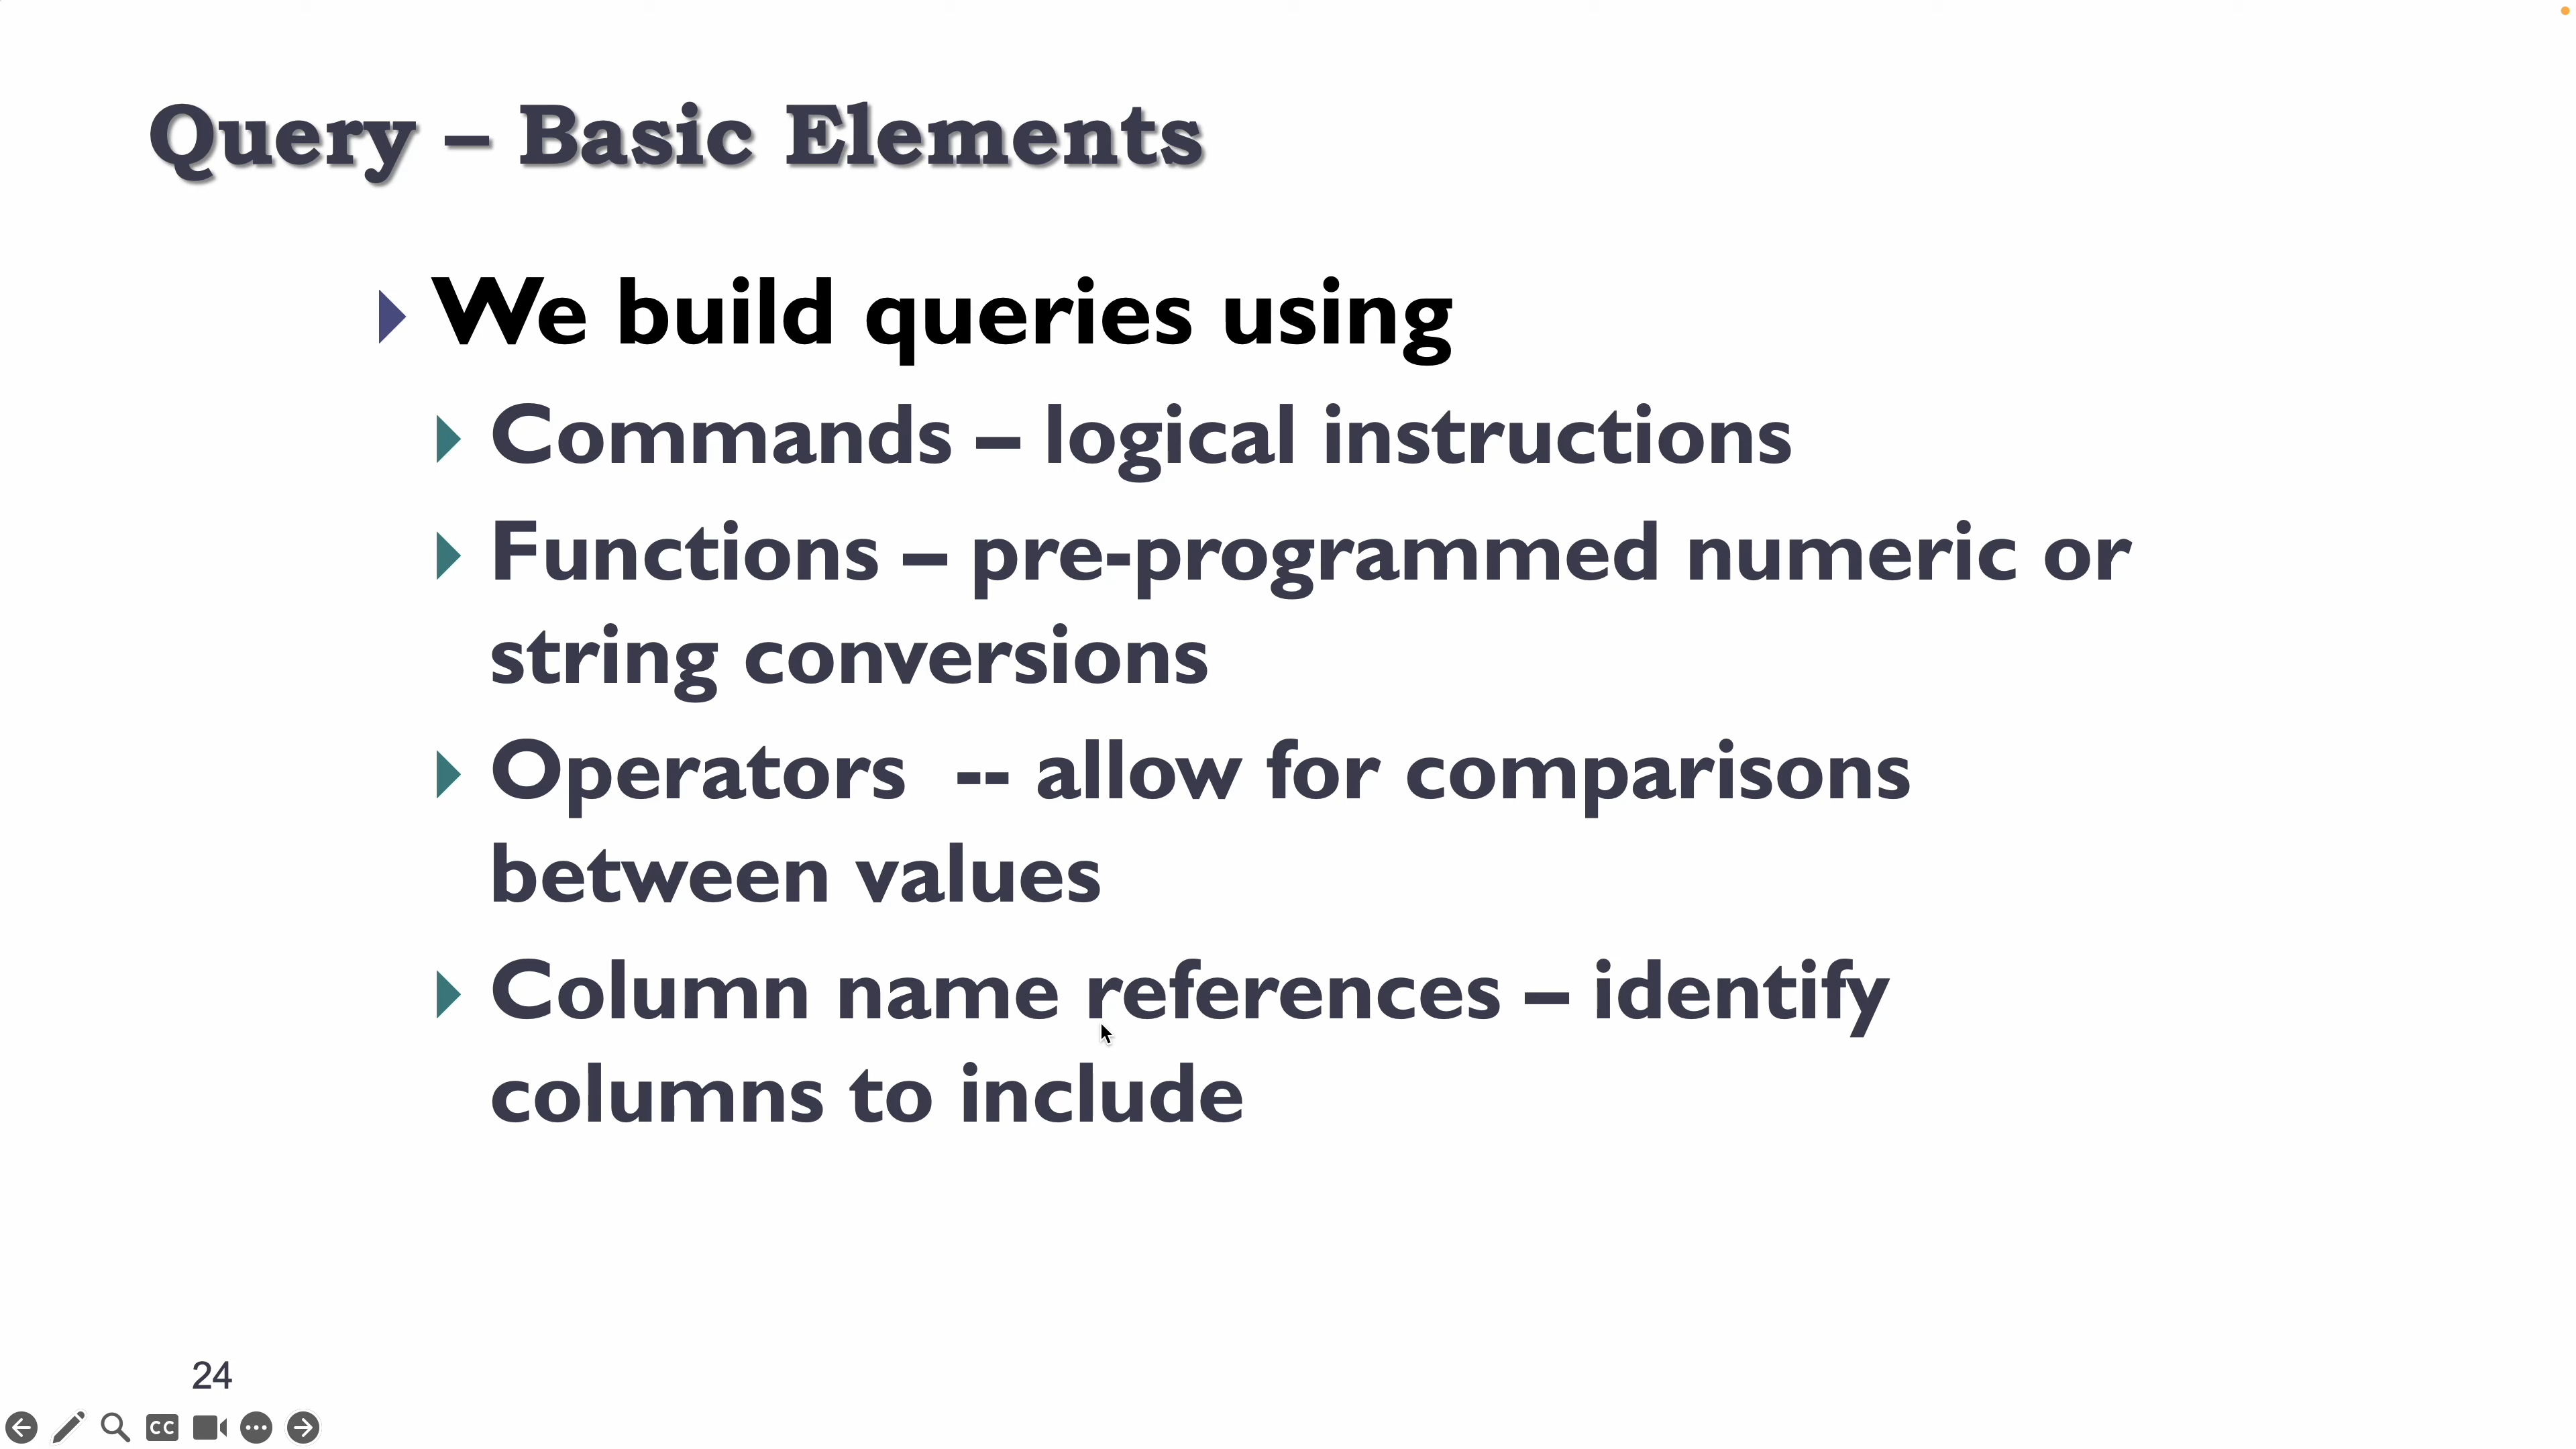 Query – Basic Elements
We build queries using
Commands – logical instructions
Functions – pre-programmed numeric or
string conversions
Operators  -- allow for comparisons
between values
Column name references – identify
columns to include
24
CC